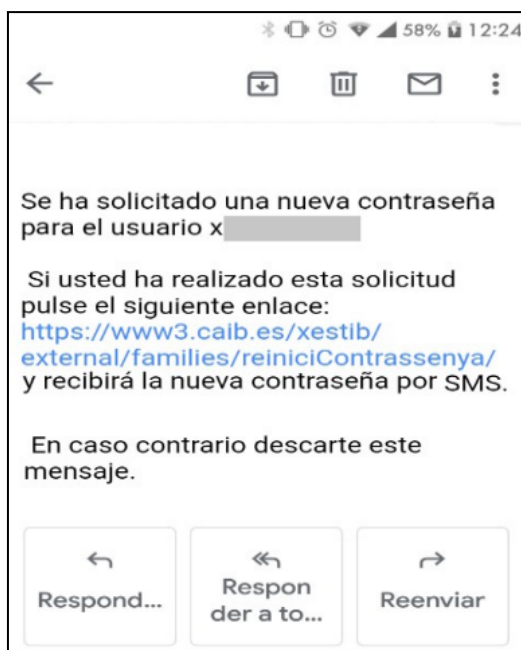 58% 12:24
Se ha solicitado una nueva contraseña
para el usuario x
Si usted ha realizado esta solicitud
pulse el siguiente enlace:
https://www3.caib.es/xestib/
external/families/reiniciContrassenya/
y recibirá la nueva contraseña por SMS.
En caso contrario descarte este
mensaje.
Respond...
Respon
der a to...
Reenviar